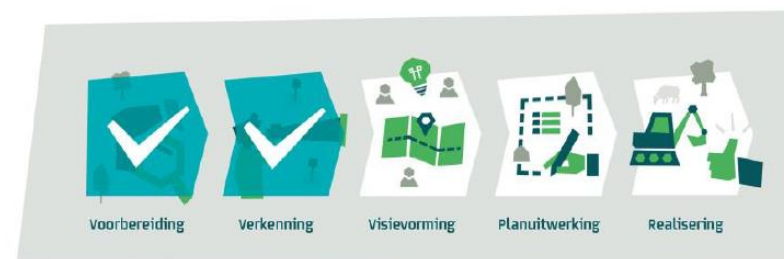 Voorbereiding
Verkenning
Visievorming
Planuitwerking
Realisering